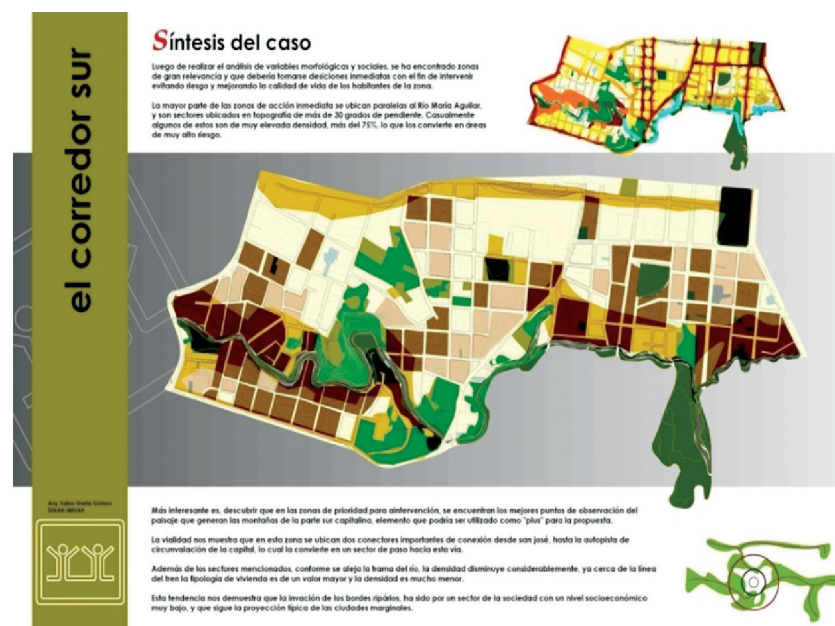 el corredor sur
Síntesis del caso
Luego de realizar el análisis de variables morfológicas y sociales, se ha encontrado zonas
de gran relevancia y que debería tomarse desiciones inmediatas con el fin de intervenir
evitando riesgo y mejorando la calidad de vida de los habitantes de la zona.
La mayor parte de las zonas de acción inmediata se ubican paralelas al Río María Aguilar,
y son sectores ubicados en topografía de más de 30 grados de pendiente. Casualmente
algunos de estos son de muy elevada densidad, más del 75%, lo que los convierte en áreas
de muy alto riesgo.
Más interesante es, descubrir que en las zonas de prioridad para aintervención, se encuentran los mejores puntos de observación del
paisaje que generan las montañas de la parte sur capitalina, elemento que podría ser utilizado como "plus" para la propuesta.
La vialidad nos muestra que en esta zona se ubican dos conectores importantes de conexión desde san josé, hasta la autopista de
circunvalación de la capital, lo cual la convierte en un sector de paso hacia esta vía.
Además de los sectores mencionados, conforme se aleja la trama del río, la densidad disminuye considerablemente, ya cerca de la línea
del tren la tipología de vivienda es de un valor mayor y la densidad es mucho menor.
Esta tendencia nos demuestra que la invación de los bordes ripários, ha sido por un sector de la sociedad con un nivel socioeconómico
muy bajo, y que sigue la proyección típica de las ciudades marginales.
Arq. Gómez